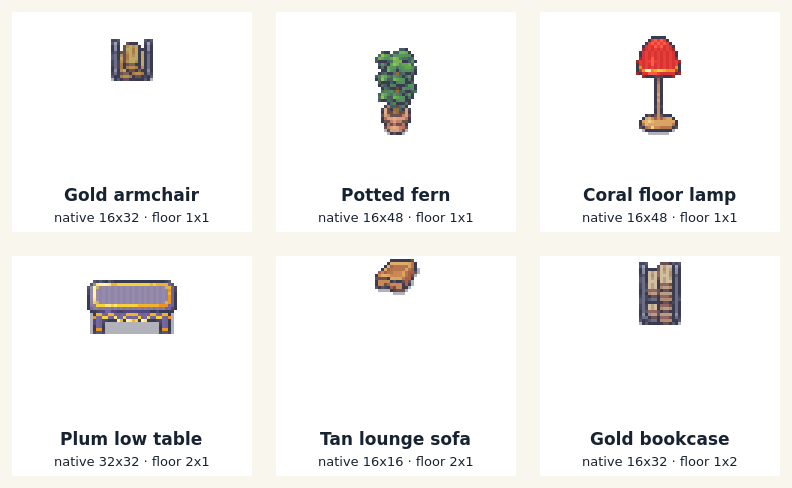 Gold armchair
native 16x32 · floor 1x1
Potted fern
native 16x48 · floor 1x1
Coral floor lamp
native 16x48 · floor 1x1
Plum low table
native 32x32 · floor 2x1
Tan lounge sofa
native 16x16 · floor 2x1
Gold bookcase
native 16x32 · floor 1x2